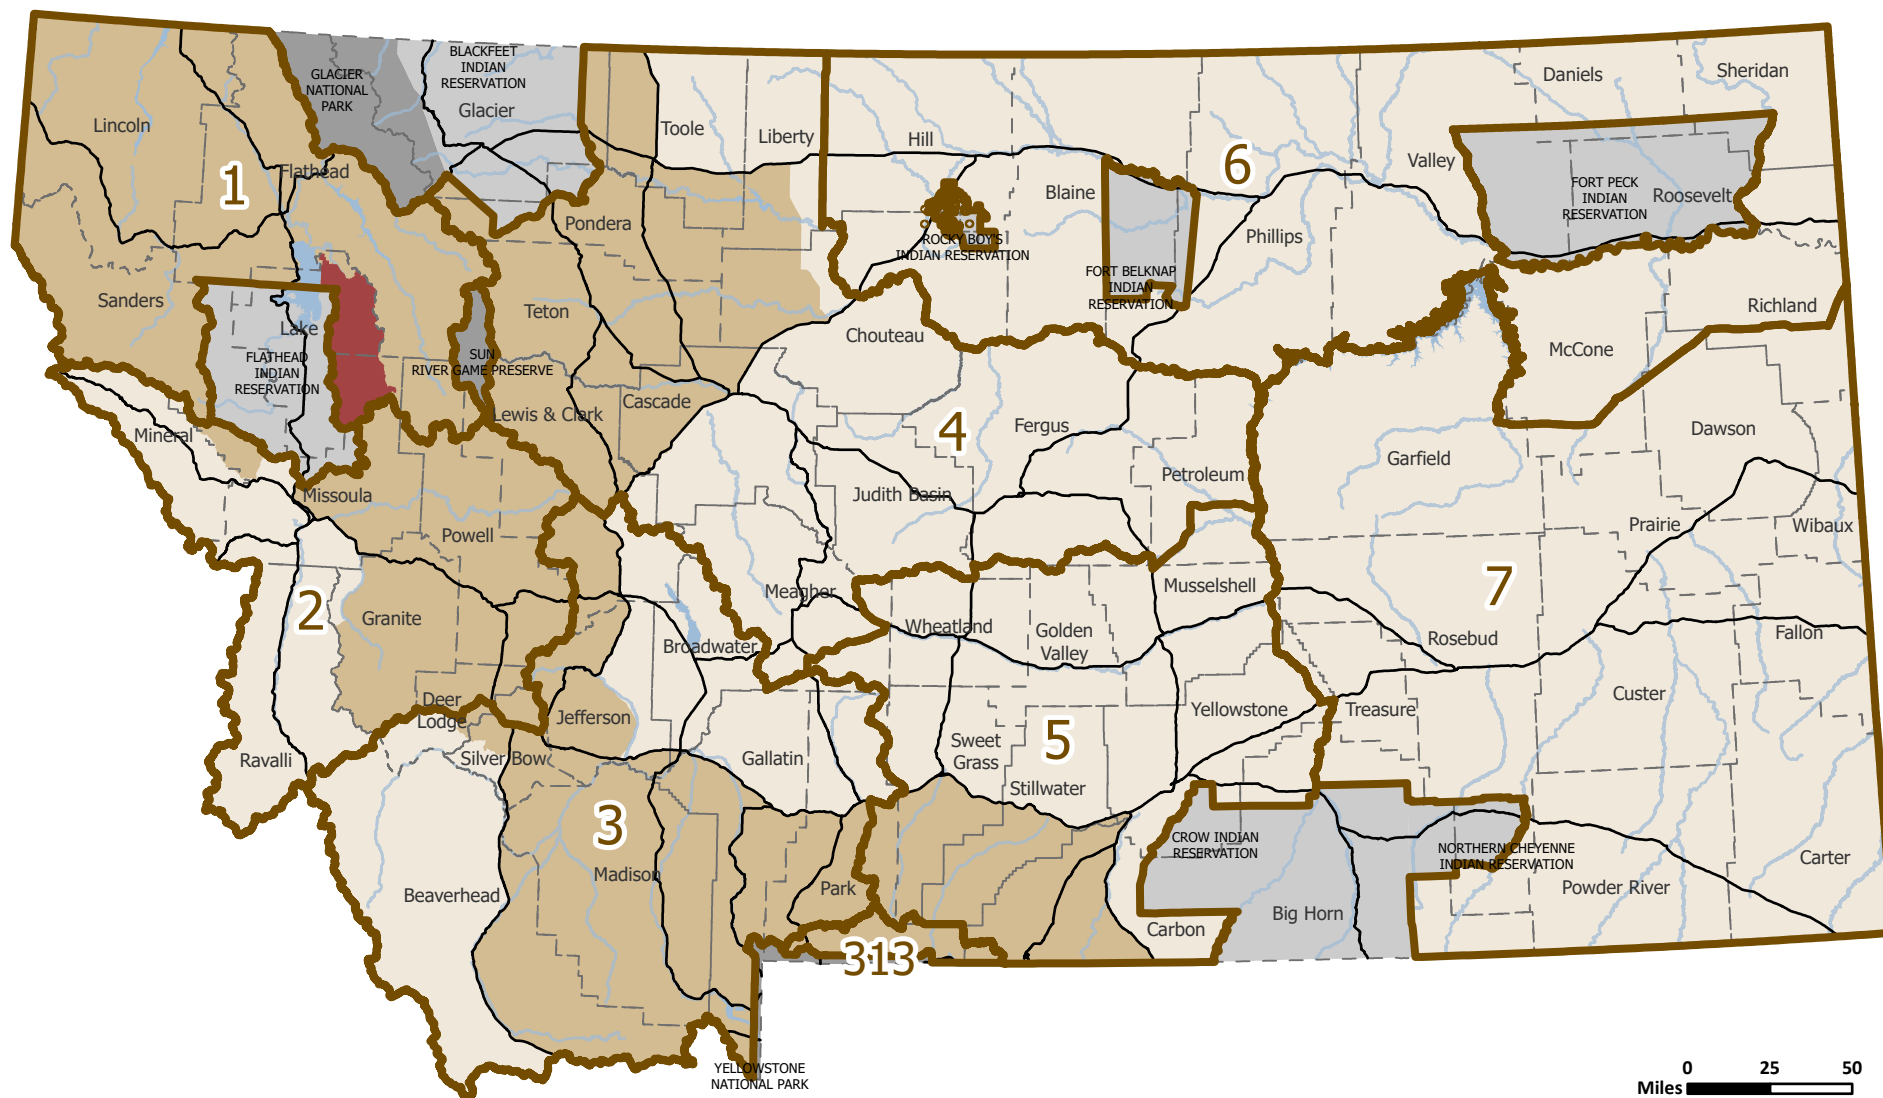 BLACKFEET
INDIAN
RESERVATION
GLACIER
NATIONAL
PARK
Glacier
Lincoln
Toole
Liberty
Hill
Daniels
Sheridan
1
Flathead
6
Valley
Blaine
FORT PECK
INDIAN
RESERVATION
Roosevelt
Pondera
ROCKY BOY'S
INDIAN RESERVATION
Phillips
FORT BELKNAP
INDIAN
RESERVATION
Sanders
Lake
Teton
Richland
Chouteau
McCone
FLATHEAD
INDIAN
RESERVATION
SUN
RIVER GAME PRESERVE
Cascade
Lewis & Clark
Mineral
4
Fergus
Dawson
Garfield
Petroleum
Missoula
Judith Basin
Powell
Prairie
Wibaux
2
Granite
Meagher
Musselshell
7
Broadwater
Wheatland
Golden
Valley
Rosebud
Fallon
Deer
Lodge
Jefferson
Custer
Yellowstone
Treasure
Ravalli
Silver Bow
Gallatin
Sweet
Grass
5
Stillwater
3
CROW INDIAN
RESERVATION
NORTHERN CHEYENNE
INDIAN RESERVATION
Carter
Madison
Park
Beaverhead
Powder River
Big Horn
Carbon
313
YELLOWSTONE
NATIONAL PARK
0 25 50
Miles